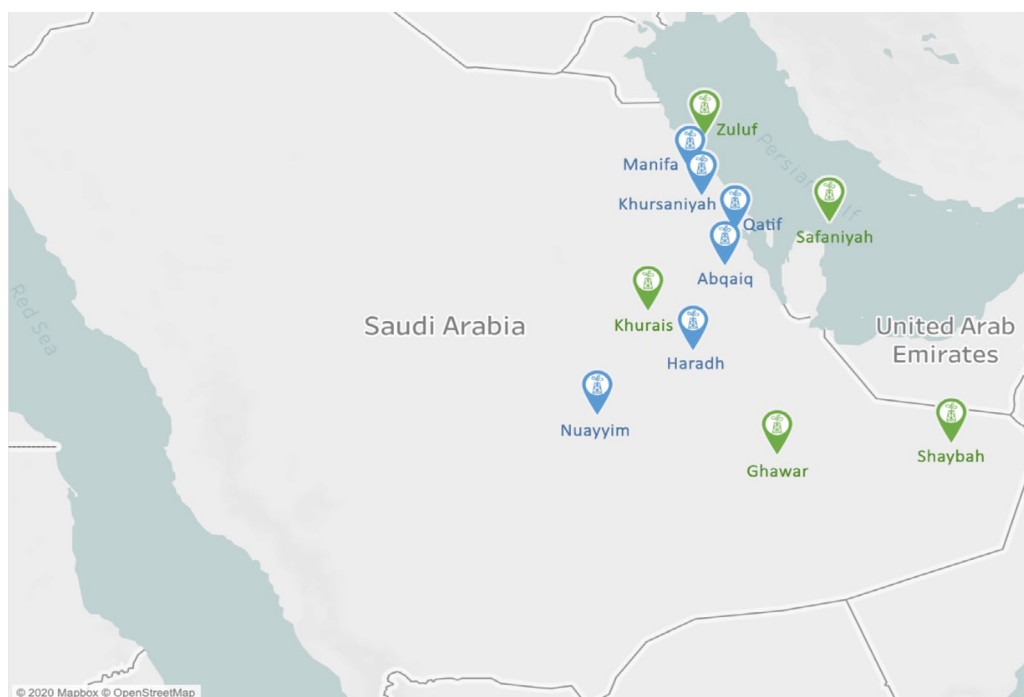 Zuluf
Manifa
Persian Gulf
Khursaniyah
Qatif
Safaniyah
Abqaiq
Red Sea
Khurais
Saudi Arabia
United Arab
Emirates
Haradh
Nuayyim
Shaybah
Ghawar
© 2020 Mapbox © OpenStreetMap